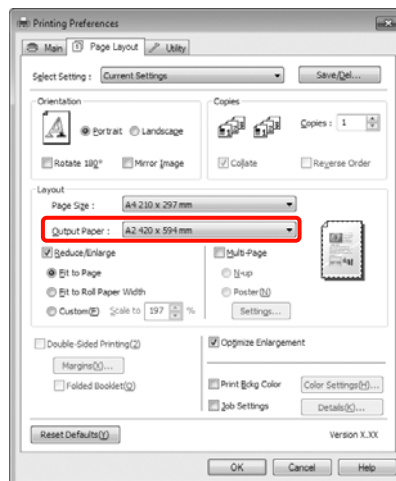 Printing Preferences
Main Page Layout Utility
Select Setting : Current Settings Save/Del...
Orientation Copies
Portrait Landscape Copies : 1
Rotate 180° Mirror Image Collate Reverse Order
Layout
Page Size : A4 210 x 297 mm
Output Paper : A2 420 x 594 mm
Reduce/Enlarge Multi-Page
Fit to Page N-up
Fit to Roll Paper Width Poster(N)
Custom(F) Scale to 197 % Settings...
Double-Sided Printing(2) Optimize Enlargement
Margins(X)...
Folded Booklet(Q) Print Bckg Color Color Settings(H)...
Job Settings Details(K)...
Reset Defaults(Y) Version X.XX
OK Cancel Help